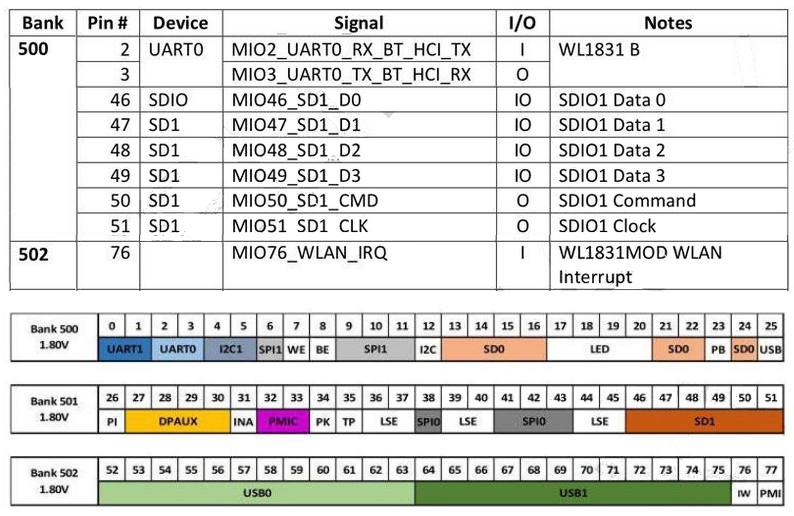 Bank Pin # Device Signal I/O Notes
500 2 UART0 MIO2_UART0_RX_BT_HCI_TX I WL1831 B
3 MIO3_UART0_TX_BT_HCI_RX O
46 SDIO MIO46_SD1_D0 IO SDIO1 Data 0
47 SD1 MIO47_SD1_D1 IO SDIO1 Data 1
48 SD1 MIO48_SD1_D2 IO SDIO1 Data 2
49 SD1 MIO49_SD1_D3 IO SDIO1 Data 3
50 SD1 MIO50_SD1_CMD O SDIO1 Command
51 SD1 MIO51 SD1 CLK O SDIO1 Clock
502 76 MIO76_WLAN_IRQ I WL1831MOD WLAN
Interrupt
Bank 500 0 1 2 3 4 5 6 7 8 9 10 11 12 13 14 15 16 17 18 19 20 21 22 23 24 25
1.80V UART1 UART0 I2C1 SPI1 WE BE SPI1 I2C SD0 LED SD0 PB SD0 USB
Bank 501 26 27 28 29 30 31 32 33 34 35 36 37 38 39 40 41 42 43 44 45 46 47 48 49 50 51
1.80V PI DPAUX INA PMIC PK TP LSE SPI0 LSE SPI0 LSE SD1
Bank 502 52 53 54 55 56 57 58 59 60 61 62 63 64 65 66 67 68 69 70 71 72 73 74 75 76 77
1.80V USB0 USB1 IW PMI